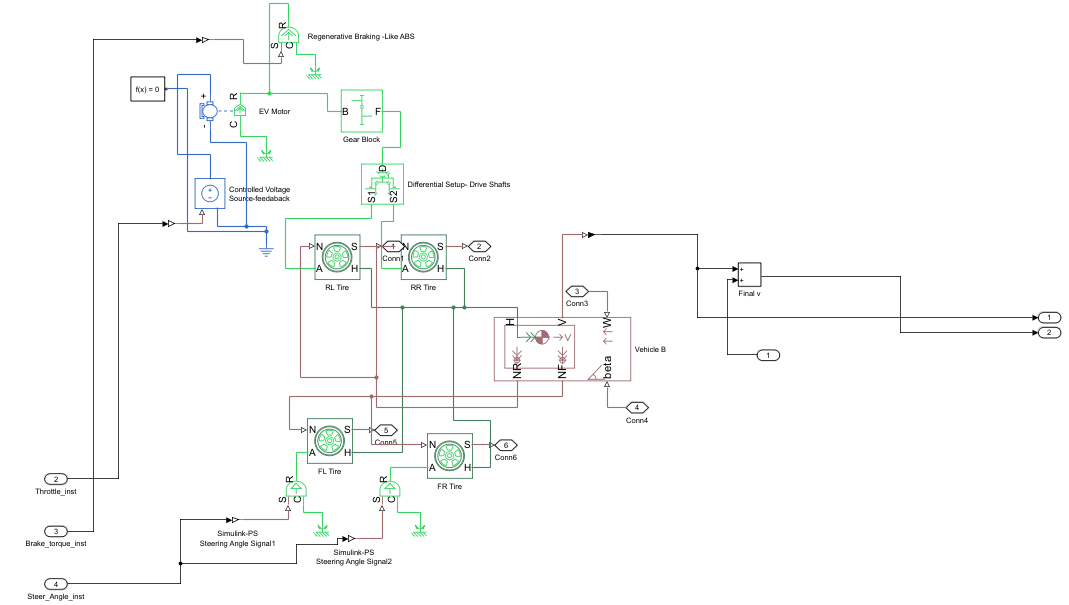 R
S
C
Regenerative Braking -Like ABS
f(x) = 0
+
-
R
C
EV Motor
B
F
Gear Block
D
S1
S2
Differential Setup- Drive Shafts
+
−
Controlled Voltage
Source-feedaback
N
S
A
H
RL Tire
1
Conn1
N
S
A
H
RR Tire
2
Conn2
3
Conn3
H
V
W
V
NR
NF
beta
Vehicle B
4
Conn4
+
+
Final v
1
2
1
N
S
A
H
FL Tire
5
Conn5
N
S
A
H
FR Tire
6
Conn6
R
S
C
R
S
C
2
Throttle_inst
3
Brake_torque_inst
4
Steer_Angle_inst
Simulink-PS
Steering Angle Signal1
Simulink-PS
Steering Angle Signal2